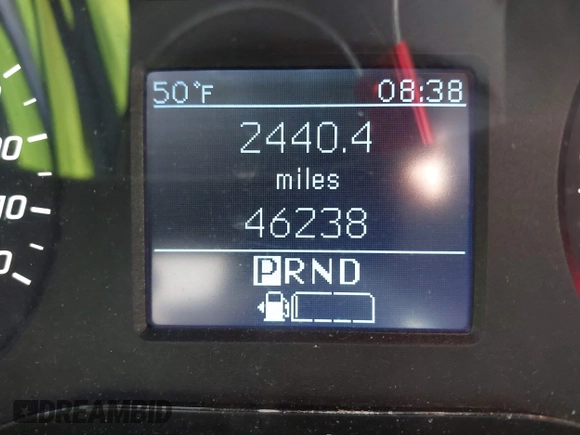 50°F 08:38
2440.4
miles
46238
PRND
DREAMBID